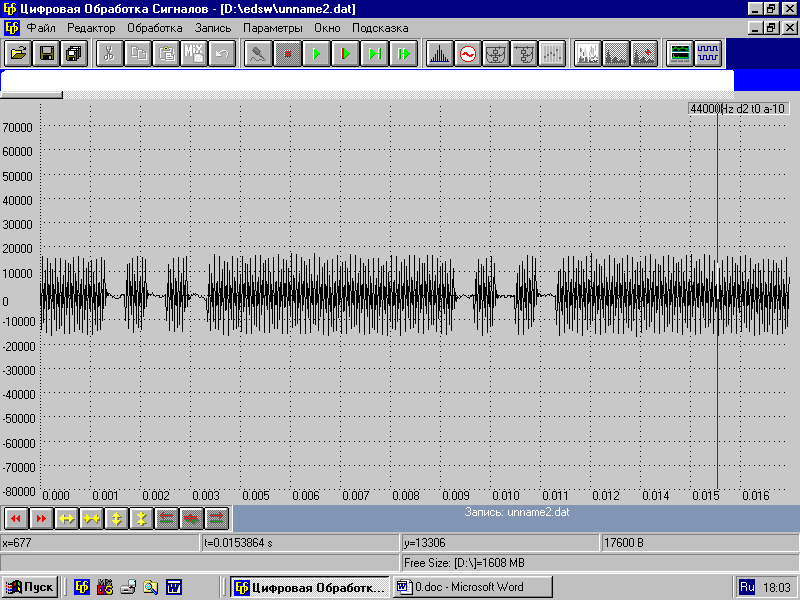 Цифровая Обработка Сигналов - [D:\edsw\unname2.dat]
Файл Редактор Обработка Запись Параметры Окно Подсказка
MiX
44000Hz d2 t0 a-10
70000
60000
50000
40000
30000
20000
10000
0
-10000
-20000
-30000
-40000
-50000
-60000
-70000
-80000
0.000 0.001 0.002 0.003 0.005 0.006 0.007 0.008 0.009 0.010 0.011 0.012 0.014 0.015 0.016
Запись: unname2.dat
x=677 t=0.0153864 s y=13306 17600 B
Free Size: [D:\]=1608 MB
Пуск Цифровая Обработк... 0.doc - Microsoft Word Ru 18:03